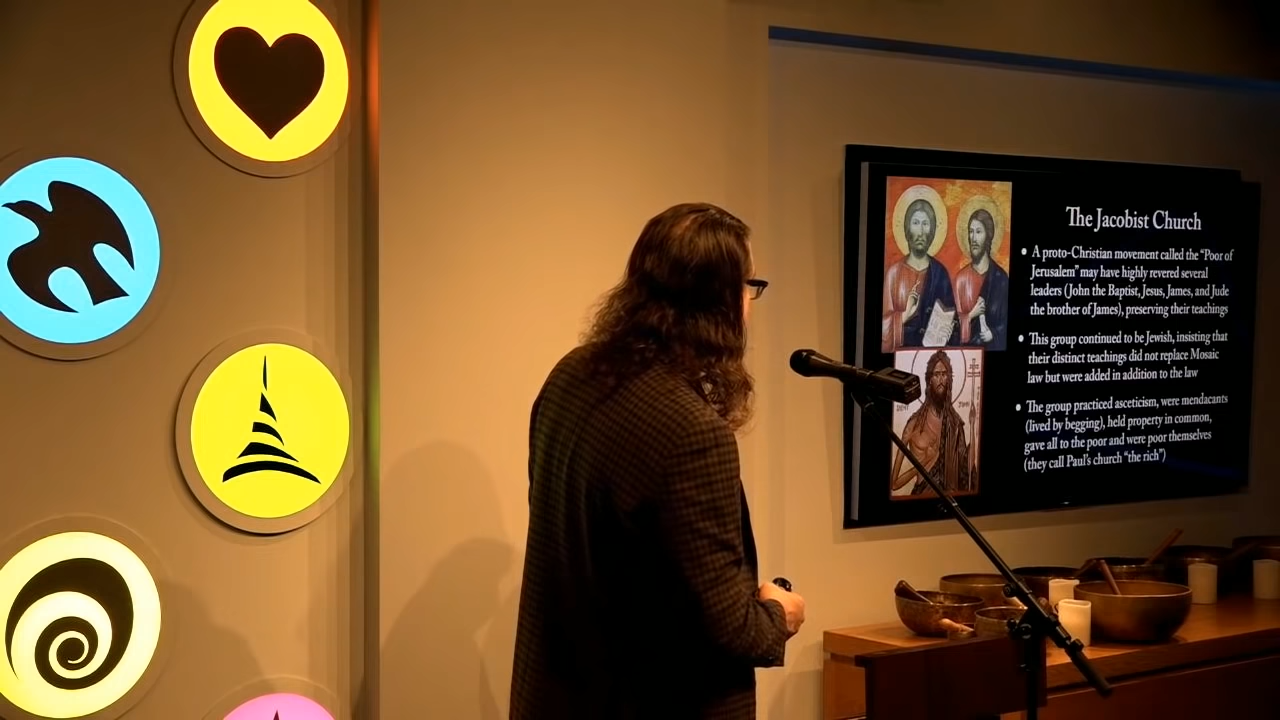 The Jacobist Church
• A proto-Christian movement called the “Poor of
Jerusalem” may have highly revered several
leaders (John the Baptist, Jesus, James, and Jude
the brother of James), preserving their teachings
• This group continued to be Jewish, insisting that
their distinct teachings did not replace Mosaic
law but were added in addition to the law
• The group practiced asceticism, were mendacants
(lived by begging), held property in common,
gave all to the poor and were poor themselves
(they call Paul’s church “the rich”)